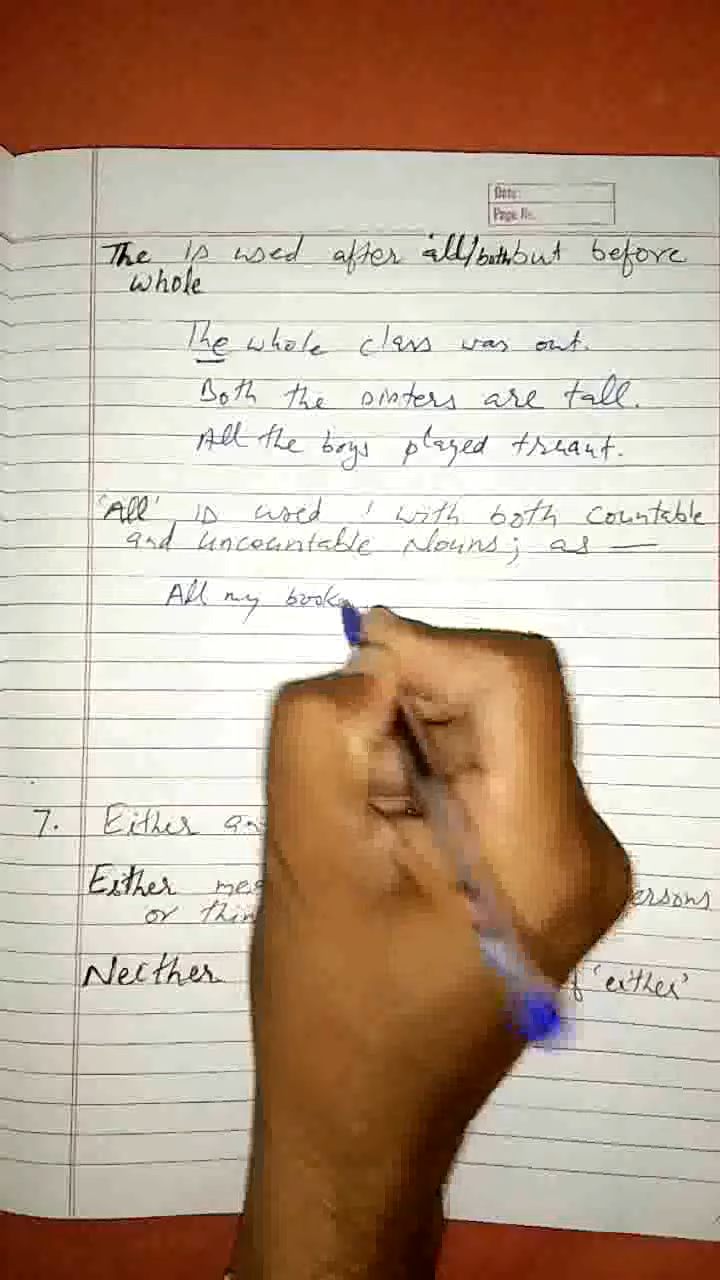 Date:
Page No.
The is used after all/both but before
whole
The whole class was out.
Both the sisters are tall.
All the boys played truant.
'All' is used with both countable
and uncountable Nouns; as —
All my book
7. Either
Either
ersons
or
Neither 'either'